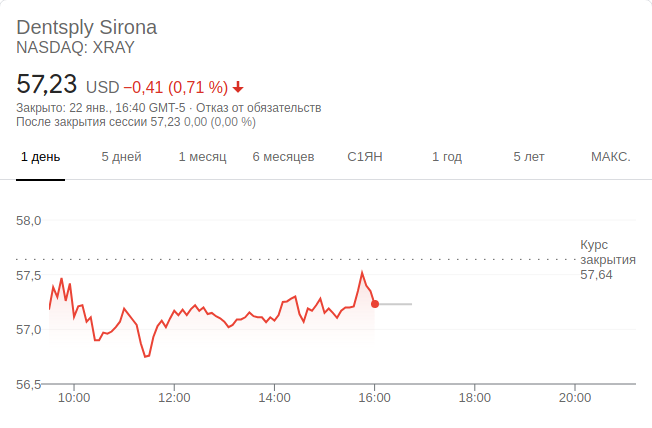 Dentsply Sirona
NASDAQ: XRAY
57,23 USD −0,41 (0,71 %)
Закрыто: 22 янв., 16:40 GMT-5 · Отказ от обязательств
После закрытия сессии 57,23 0,00 (0,00 %)
1 день 5 дней 1 месяц 6 месяцев С1ЯН 1 год 5 лет МАКС.
58,0
Курс
закрытия
57,64
57,5
57,0
56,5
10:00 12:00 14:00 16:00 18:00 20:00